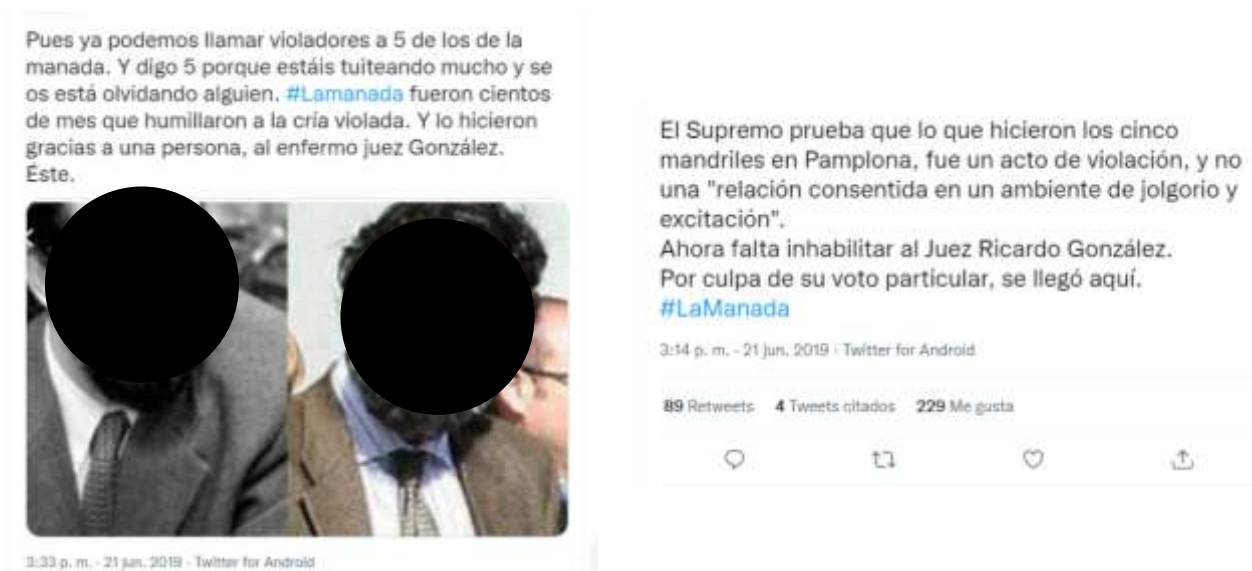 Pues ya podemos llamar violadores a 5 de los de la
manada. Y digo 5 porque estáis tuiteando mucho y se
os está olvidando alguien. #Lamanada fueron cientos
de mes que humillaron a la cría violada. Y lo hicieron
gracias a una persona, al enfermo juez González.
Éste.
3:33 p. m. · 21 jun. 2019 · Twitter for Android
El Supremo prueba que lo que hicieron los cinco
mandriles en Pamplona, fue un acto de violación, y no
una "relación consentida en un ambiente de jolgorio y
excitación".
Ahora falta inhabilitar al Juez Ricardo González.
Por culpa de su voto particular, se llegó aquí.
#LaManada
3:14 p. m. · 21 jun. 2019 · Twitter for Android
89 Retweets 4 Tweets citados 229 Me gusta